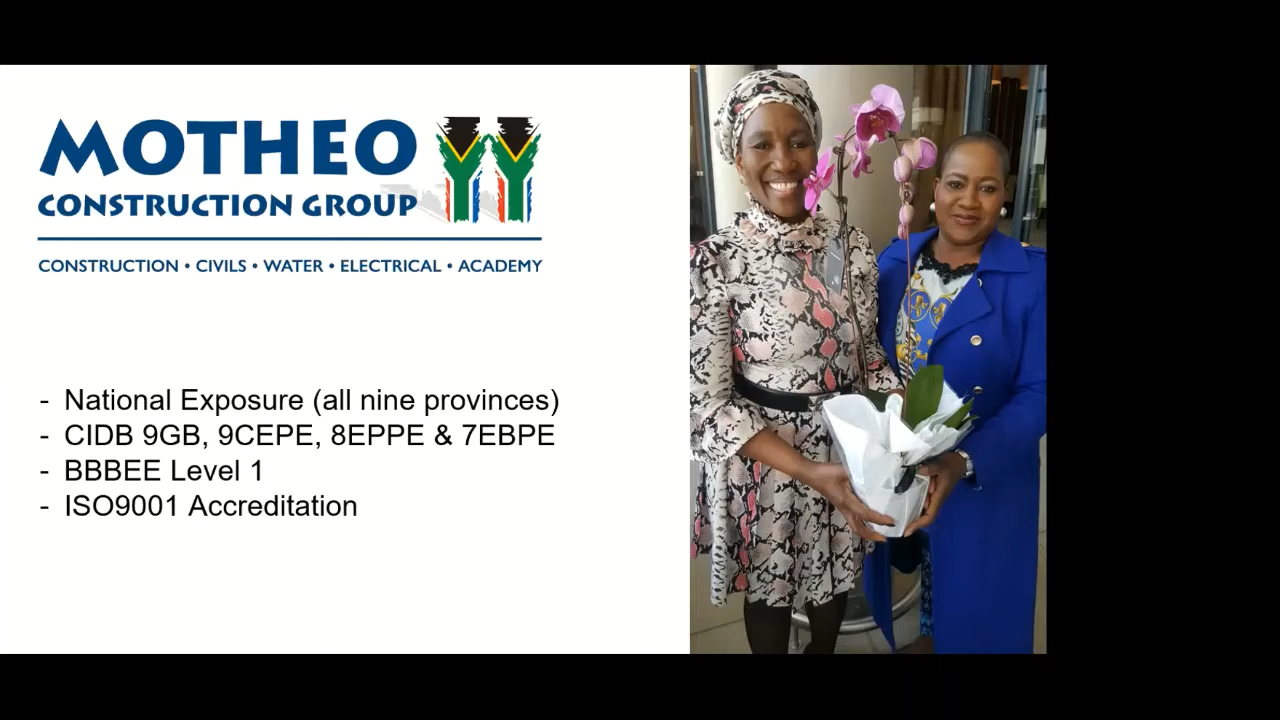 MOTHEO
CONSTRUCTION GROUP
CONSTRUCTION • CIVILS • WATER • ELECTRICAL • ACADEMY
- National Exposure (all nine provinces)
- CIDB 9GB, 9CEPE, 8EPPE & 7EBPE
- BBBEE Level 1
- ISO9001 Accreditation